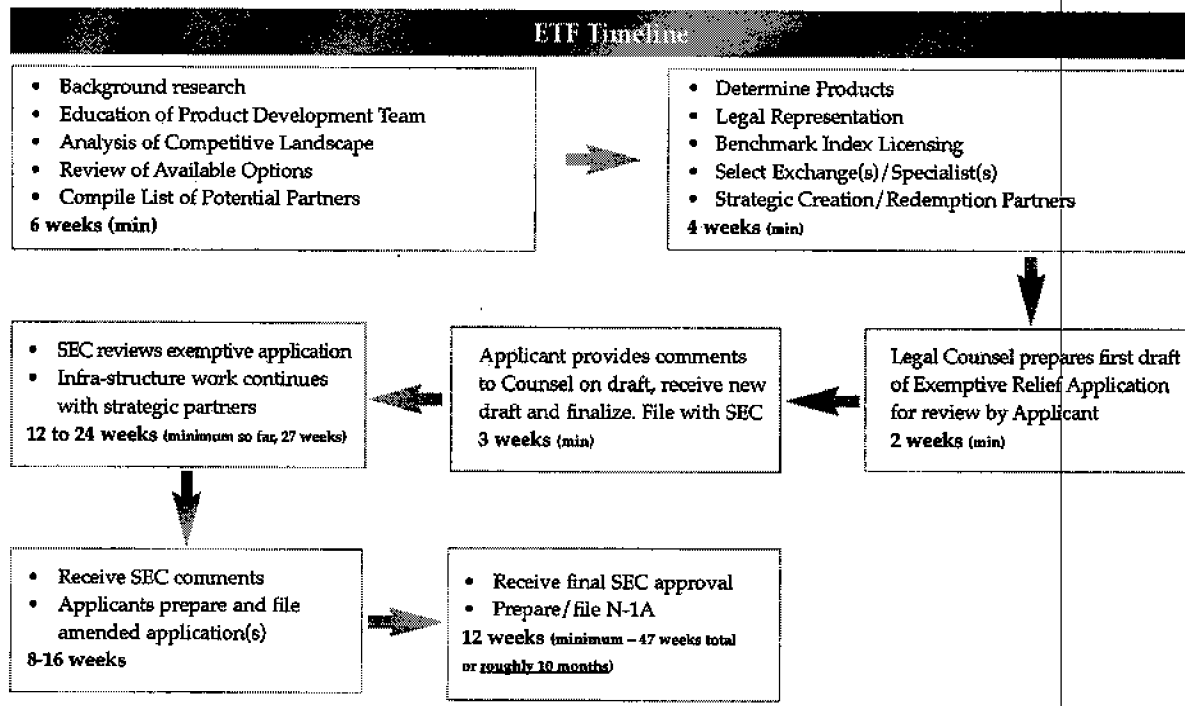 ETF Timeline
• Background research
• Education of Product Development Team
• Analysis of Competitive Landscape
• Review of Available Options
• Compile List of Potential Partners
6 weeks (min)
• Determine Products
• Legal Representation
• Benchmark Index Licensing
• Select Exchange(s)/Specialist(s)
• Strategic Creation/Redemption Partners
4 weeks (min)
Legal Counsel prepares first draft
of Exemptive Relief Application
for review by Applicant
2 weeks (min)
Applicant provides comments
to Counsel on draft, receive new
draft and finalize. File with SEC
3 weeks (min)
• SEC reviews exemptive application
• Infra-structure work continues
with strategic partners
12 to 24 weeks (minimum so far, 27 weeks)
• Receive SEC comments
• Applicants prepare and file
amended application(s)
8-16 weeks
• Receive final SEC approval
• Prepare/file N-1A
12 weeks (minimum – 47 weeks total
or roughly 10 months)